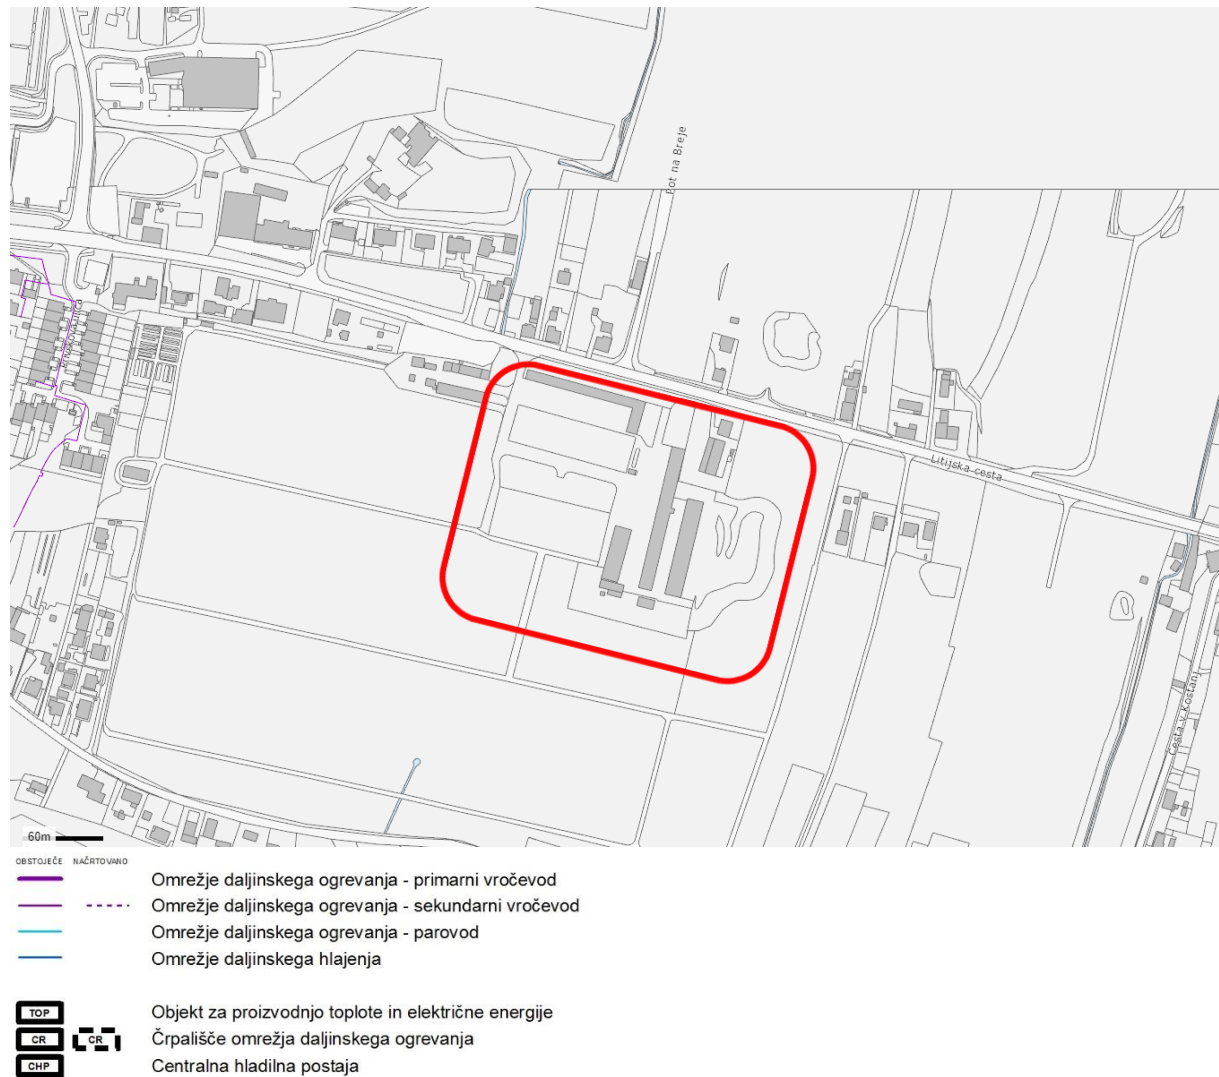 Pot na Breje
Litijska cesta
Cesta v Kostanj
60m
OBSTOJEČE NAČRTOVANO
Omrežje daljinskega ogrevanja - primarni vročevod
Omrežje daljinskega ogrevanja - sekundarni vročevod
Omrežje daljinskega ogrevanja - parovod
Omrežje daljinskega hlajenja
TOP Objekt za proizvodnjo toplote in električne energije
CR CR Črpališče omrežja daljinskega ogrevanja
CHP Centralna hladilna postaja